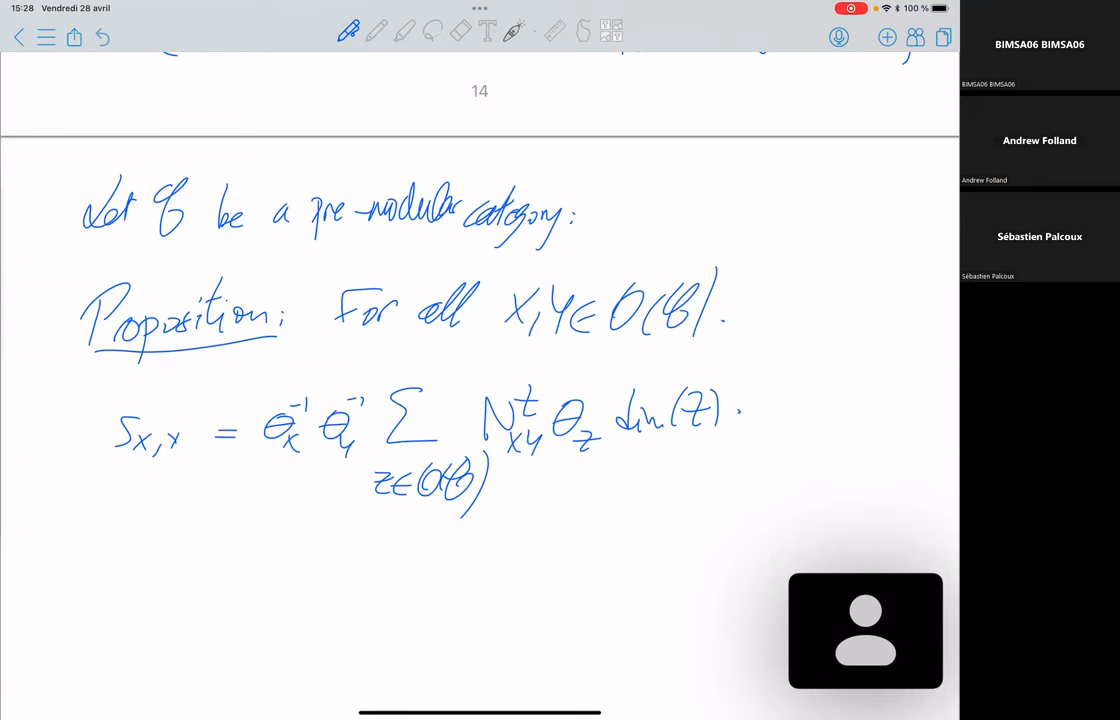 15:28 Vendredi 28 avril
100 %
14
Let 𝒞 be a pre-modular category:
Proposition: For all X, Y ∈ O(𝒞).
S_{X,Y} = θ_X^{-1} θ_Y^{-1} ∑_{Z∈O(𝒞)} N_{XY}^Z θ_Z dim(Z).
BIMSA06 BIMSA06
BIMSA06 BIMSA06
Andrew Folland
Andrew Folland
Sébastien Palcoux
Sébastien Palcoux